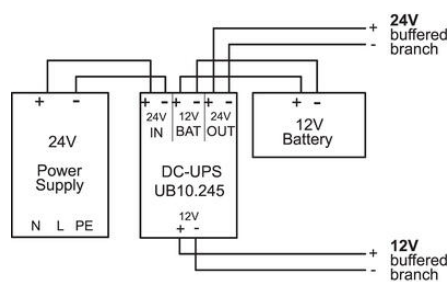 24V
buffered
branch
+
-
+ -
24V
Power
Supply
N L PE
+ - + - + -
24V 12V 24V
IN BAT OUT
DC-UPS
UB10.245
12V
+ -
+ -
12V
Battery
+
-
12V
buffered
branch